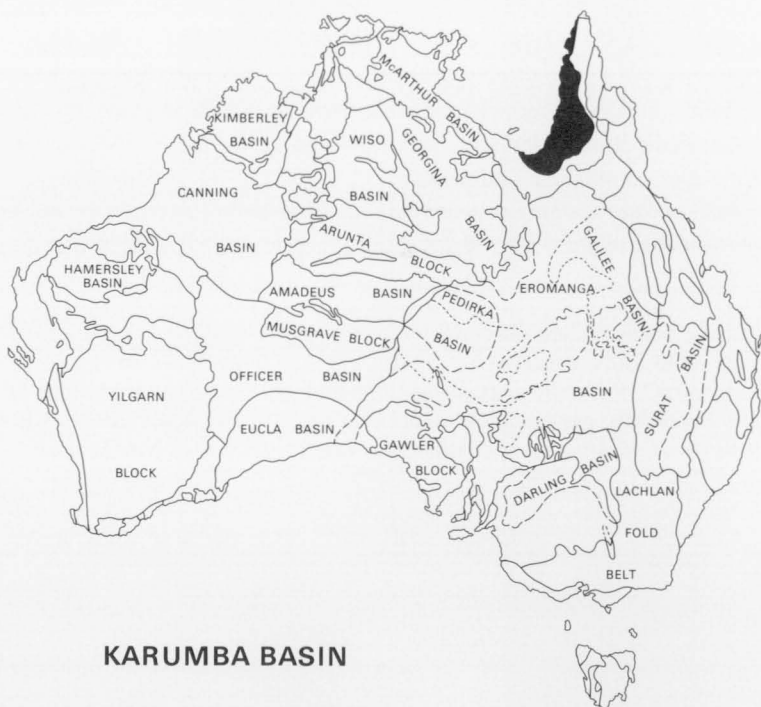 McARTHUR BASIN
KIMBERLEY
BASIN
WISO
BASIN
GEORGINA
BASIN
CANNING
BASIN
ARUNTA
BLOCK
GALILEE
BASIN
HAMERSLEY
BASIN
AMADEUS BASIN
EROMANGA
BASIN
PEDIRKA
BASIN
MUSGRAVE BLOCK
YILGARN
BLOCK
OFFICER BASIN
SURAT
BASIN
EUCLA BASIN
GAWLER
BLOCK
DARLING
BASIN
LACHLAN
FOLD
BELT
KARUMBA BASIN